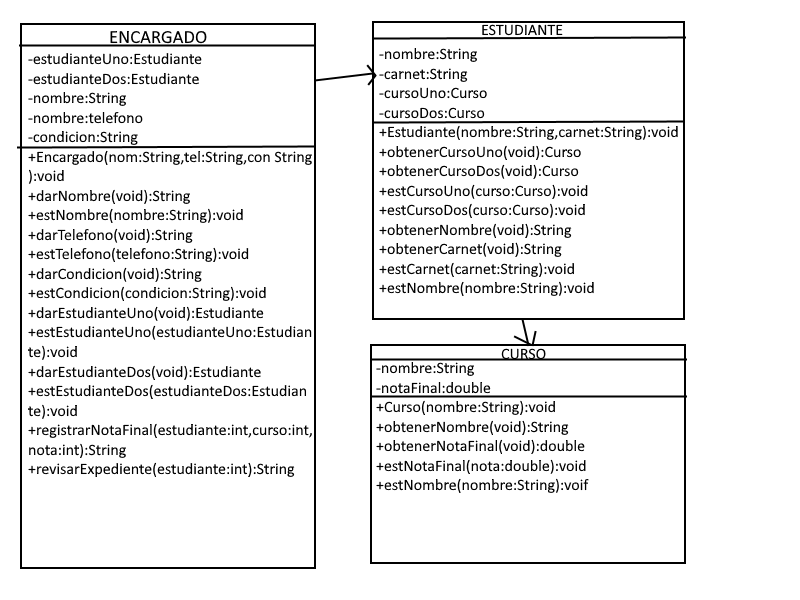 ENCARGADO
-estudianteUno:Estudiante
-estudianteDos:Estudiante
-nombre:String
-nombre:telefono
-condicion:String
+Encargado(nom:String,tel:String,con String
):void
+darNombre(void):String
+estNombre(nombre:String):void
+darTelefono(void):String
+estTelefono(telefono:String):void
+darCondicion(void):String
+estCondicion(condicion:String):void
+darEstudianteUno(void):Estudiante
+estEstudianteUno(estudianteUno:Estudian
te):void
+darEstudianteDos(void):Estudiante
+estEstudianteDos(estudianteDos:Estudian
te):void
+registrarNotaFinal(estudiante:int,curso:int,
nota:int):String
+revisarExpediente(estudiante:int):String
ESTUDIANTE
-nombre:String
-carnet:String
-cursoUno:Curso
-cursoDos:Curso
+Estudiante(nombre:String,carnet:String):void
+obtenerCursoUno(void):Curso
+obtenerCursoDos(void):Curso
+estCursoUno(curso:Curso):void
+estCursoDos(curso:Curso):void
+obtenerNombre(void):String
+obtenerCarnet(void):String
+estCarnet(carnet:String):void
+estNombre(nombre:String):void
CURSO
-nombre:String
-notaFinal:double
+Curso(nombre:String):void
+obtenerNombre(void):String
+obtenerNotaFinal(void):double
+estNotaFinal(nota:double):void
+estNombre(nombre:String):voif